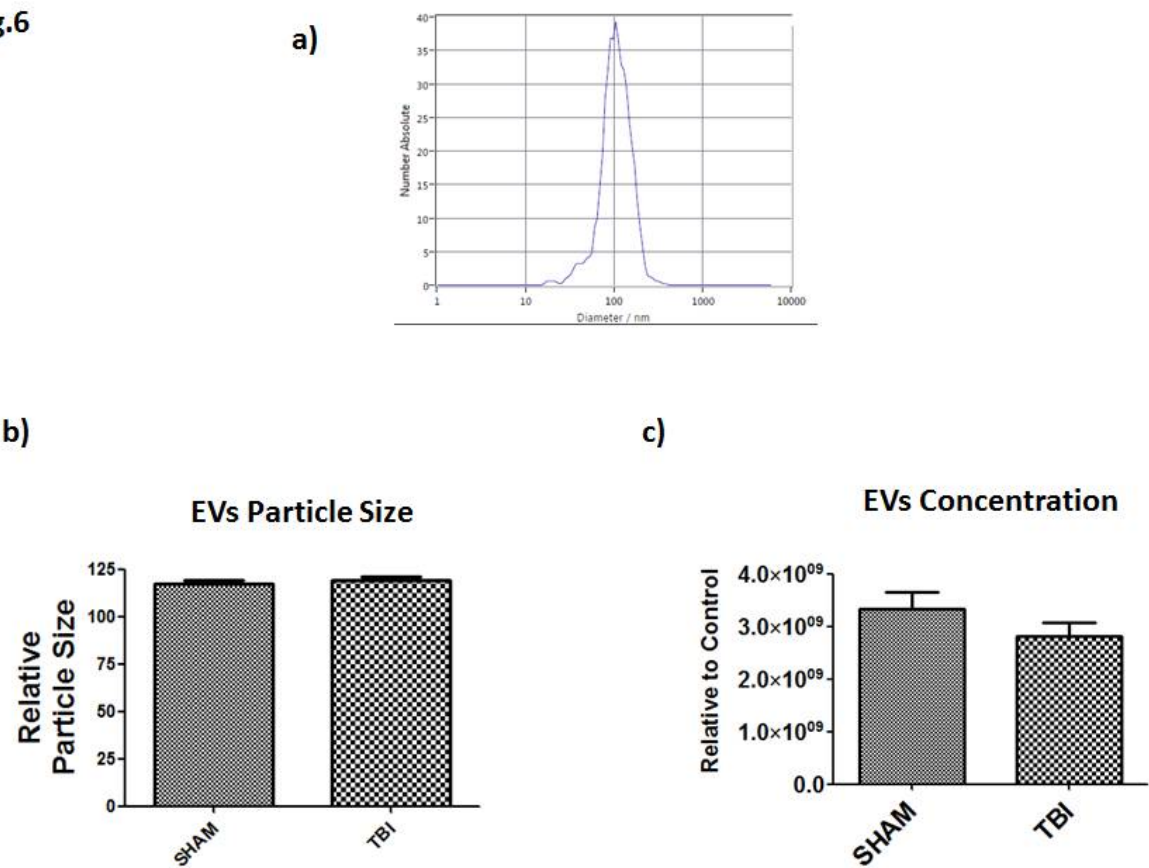 g.6
a)
40
35
30
25
20
15
10
5
0
Number Absolute
1 10 100 1000 10000
Diameter / nm
b)
EVs Particle Size
Relative
Particle Size
125
100
75
50
25
0
SHAM TBI
c)
EVs Concentration
Relative to Control
4.0×10⁰⁹
3.0×10⁰⁹
2.0×10⁰⁹
1.0×10⁰⁹
0.0
SHAM TBI